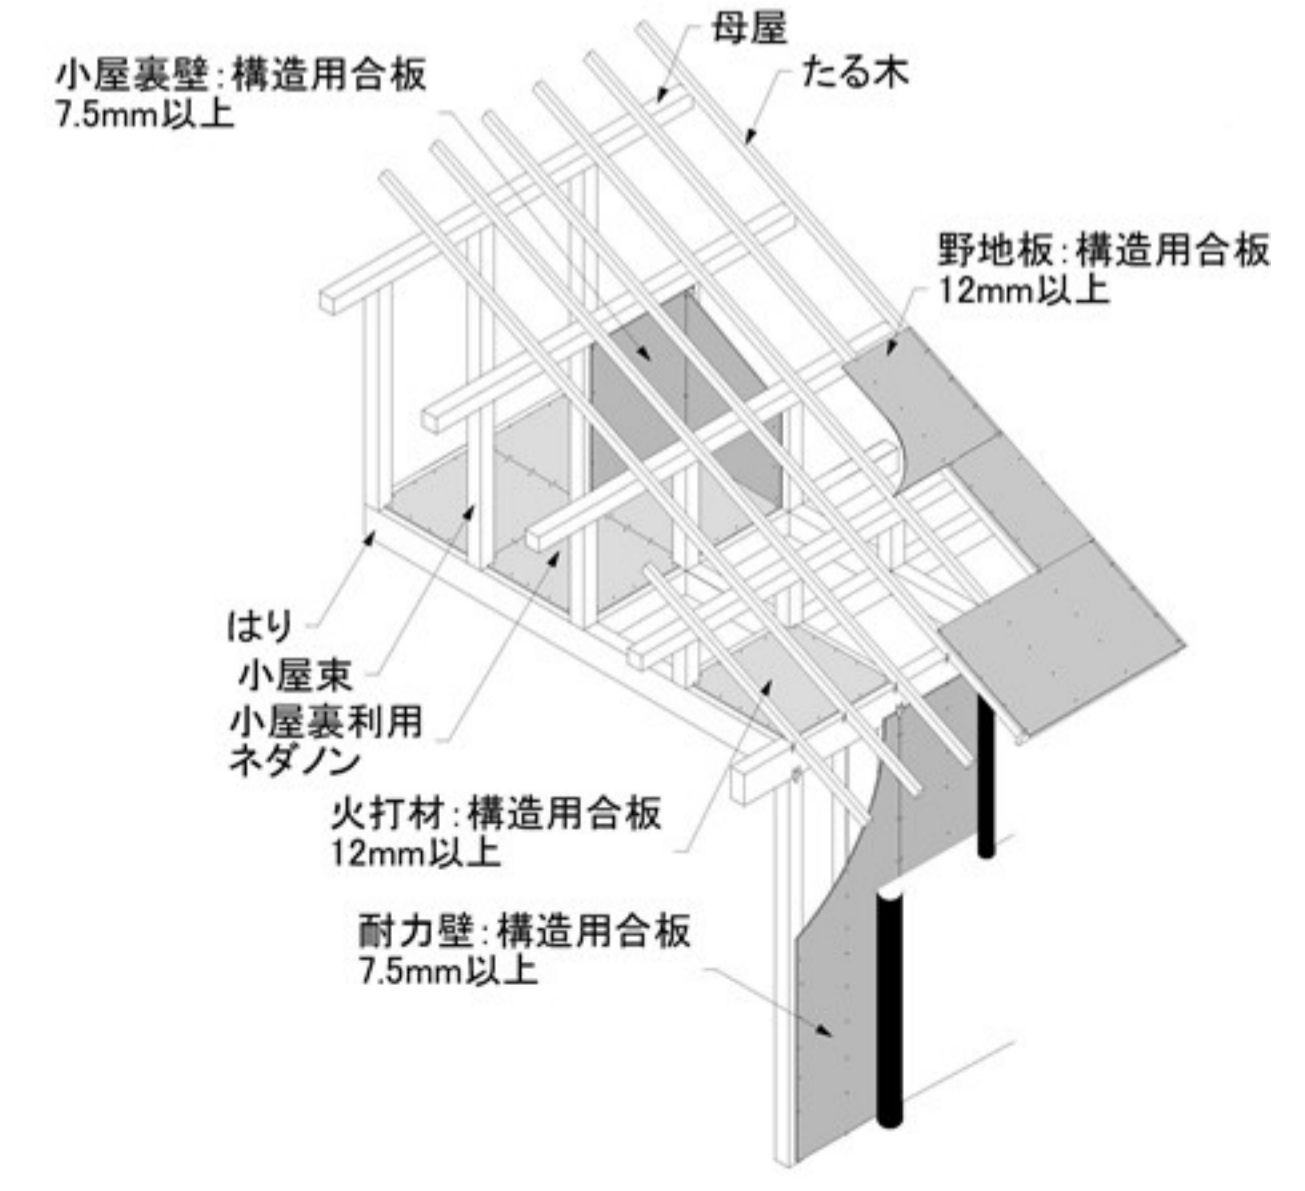 母屋
小屋裏壁:構造用合板
7.5mm以上
たる木
野地板:構造用合板
12mm以上
はり
小屋束
小屋裏利用
ネダノン
火打材:構造用合板
12mm以上
耐力壁:構造用合板
7.5mm以上